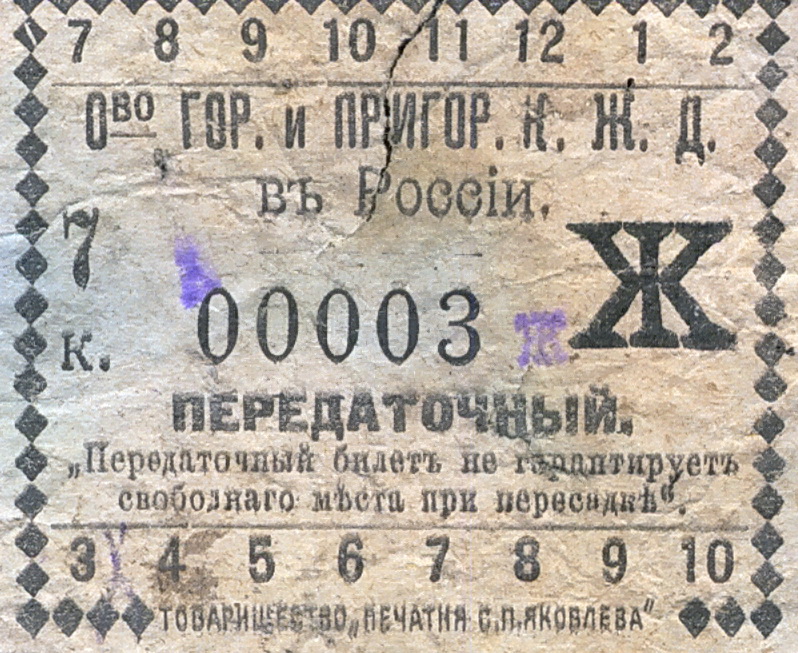 7 8 9 10 11 12 1 2
Ово ГОР. и ПРИГОР. К. Ж. Д.
въ Россіи.
7 к.
00003
Ж
Ж
ПЕРЕДАТОЧНЫЙ.
„Передаточный билетъ не гарантируетъ
свободнаго мѣста при пересадкѣ“.
3 4 5 6 7 8 9 10
ТОВАРИЩЕСТВО „ПЕЧАТНЯ С.П.ЯКОВЛЕВА“